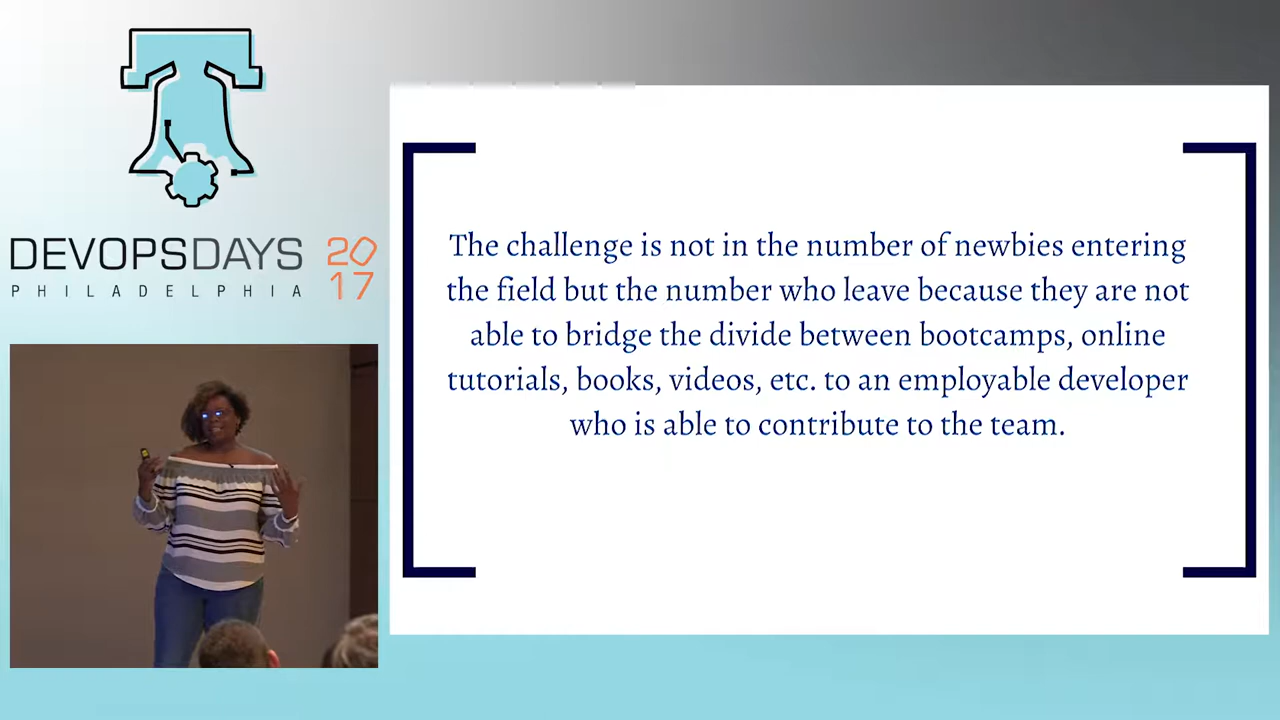 DEVOPSDAYS 2017
PHILADELPHIA
The challenge is not in the number of newbies entering
the field but the number who leave because they are not
able to bridge the divide between bootcamps, online
tutorials, books, videos, etc. to an employable developer
who is able to contribute to the team.